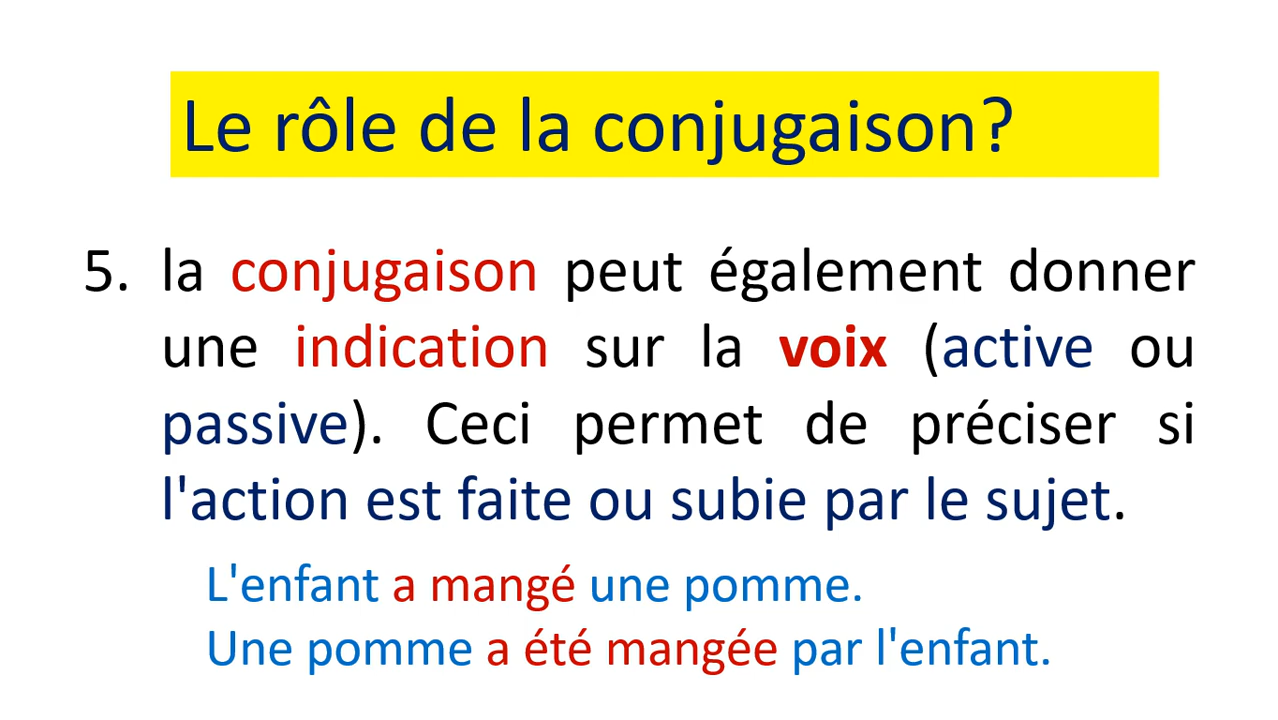 Le rôle de la conjugaison?
5. la conjugaison peut également donner
une indication sur la voix (active ou
passive). Ceci permet de préciser si
l'action est faite ou subie par le sujet.
L'enfant a mangé une pomme.
Une pomme a été mangée par l'enfant.